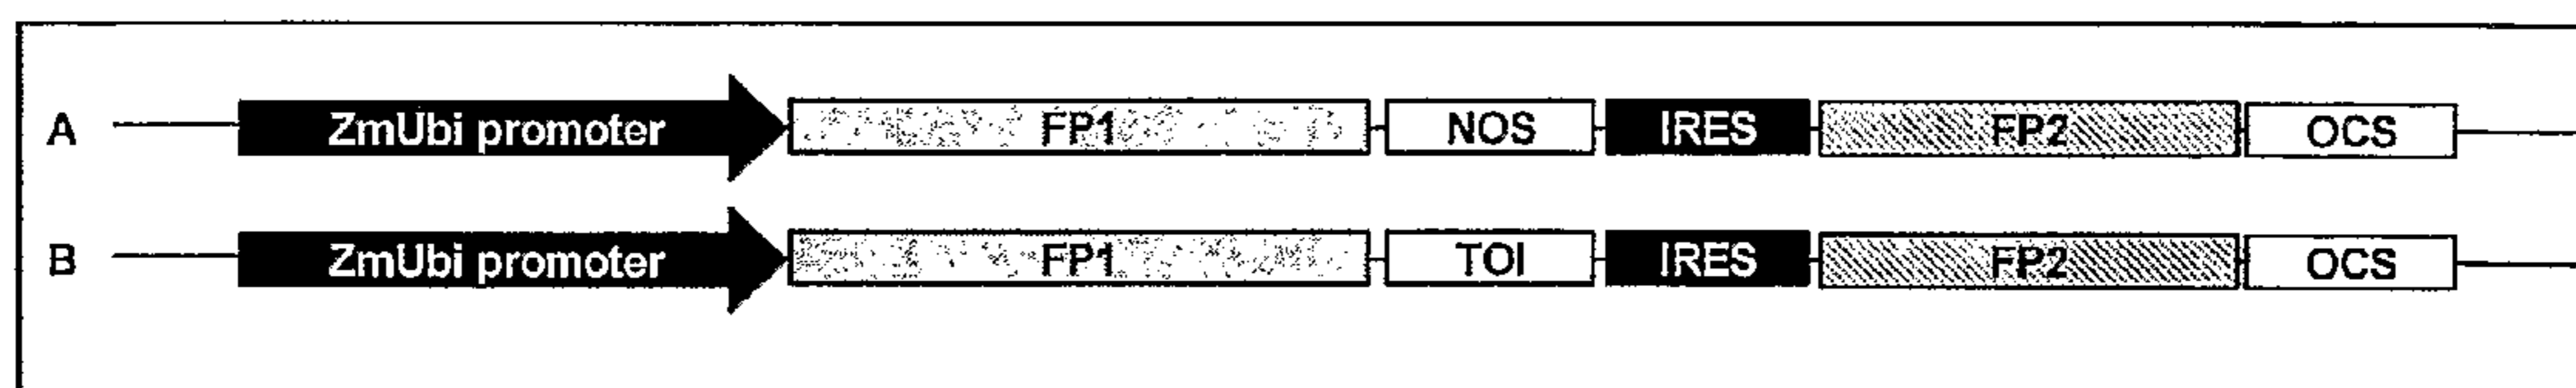 A ZmUbi promoter FP1 NOS IRES FP2 OCS
B ZmUbi promoter FP1 TOI IRES FP2 OCS